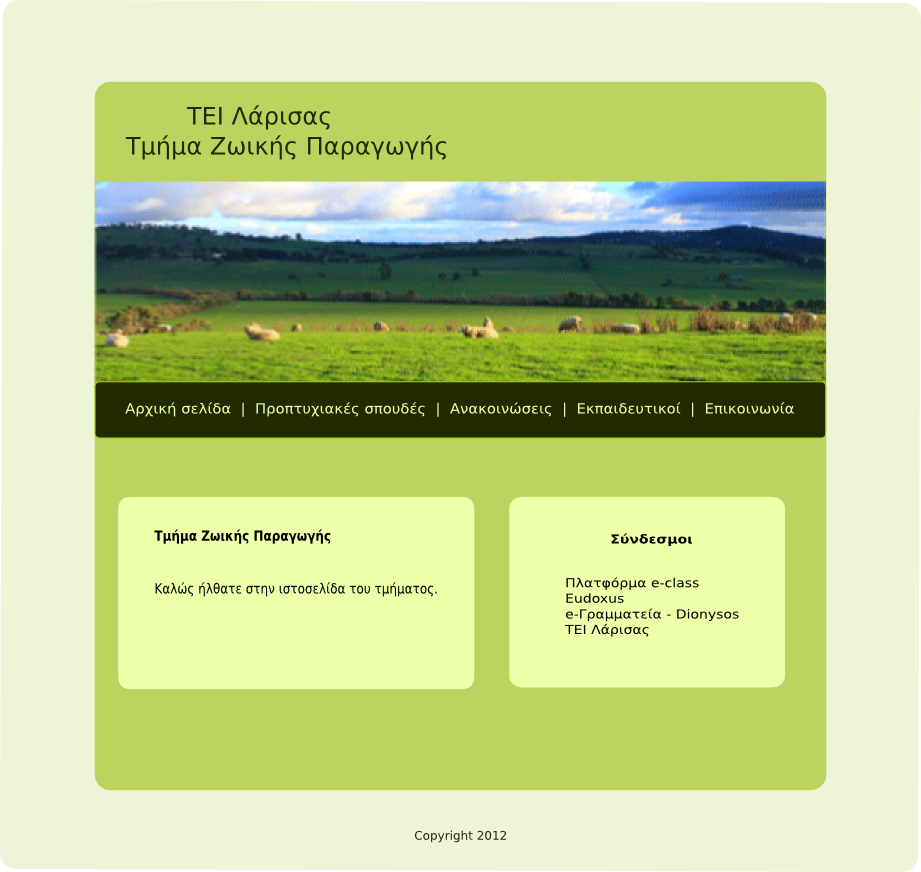 ΤΕΙ Λάρισας
Τμήμα Ζωικής Παραγωγής
Αρχική σελίδα | Προπτυχιακές σπουδές | Ανακοινώσεις | Εκπαιδευτικοί | Επικοινωνία
Τμήμα Ζωικής Παραγωγής
Καλώς ήλθατε στην ιστοσελίδα του τμήματος.
Σύνδεσμοι
Πλατφόρμα e-class
Eudoxus
e-Γραμματεία - Dionysos
ΤΕΙ Λάρισας
Copyright 2012